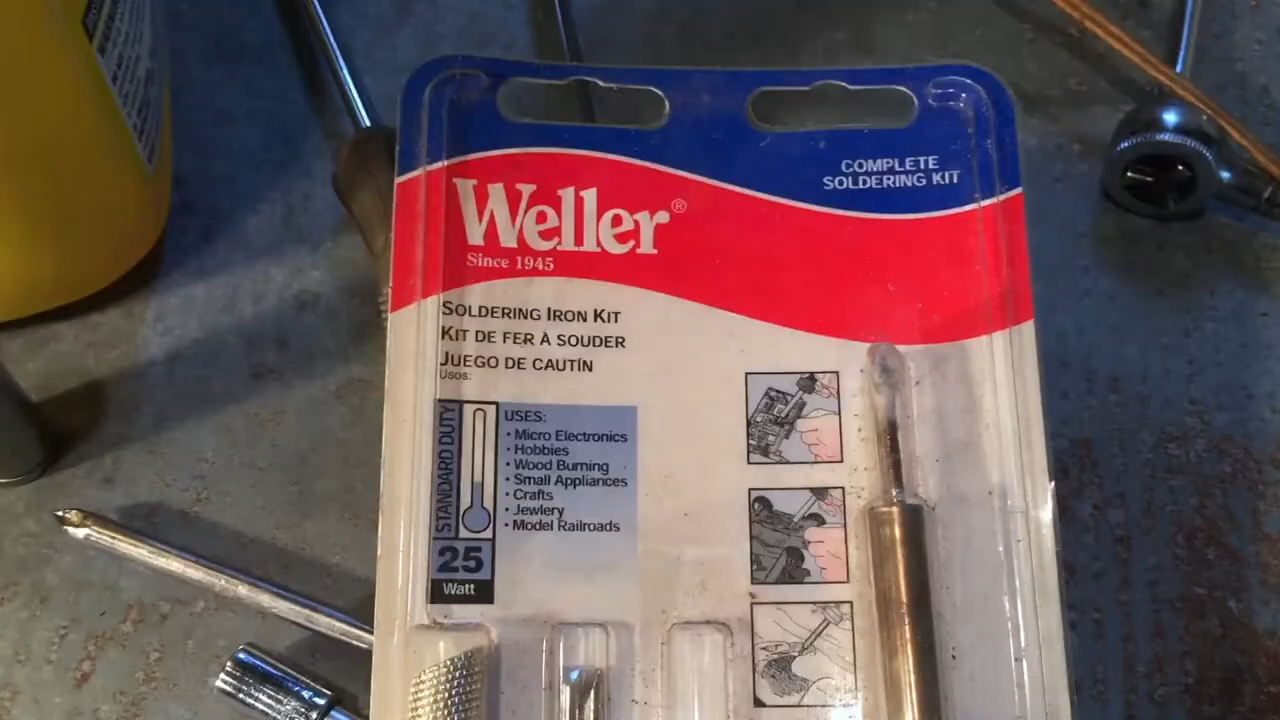 COMPLETE
SOLDERING KIT
Weller®
Since 1945
SOLDERING IRON KIT
KIT DE FER À SOUDER
JUEGO DE CAUTÍN
Usos:
STANDARD DUTY
25
Watt
USES:
• Micro Electronics
• Hobbies
• Wood Burning
• Small Appliances
• Crafts
• Jewlery
• Model Railroads